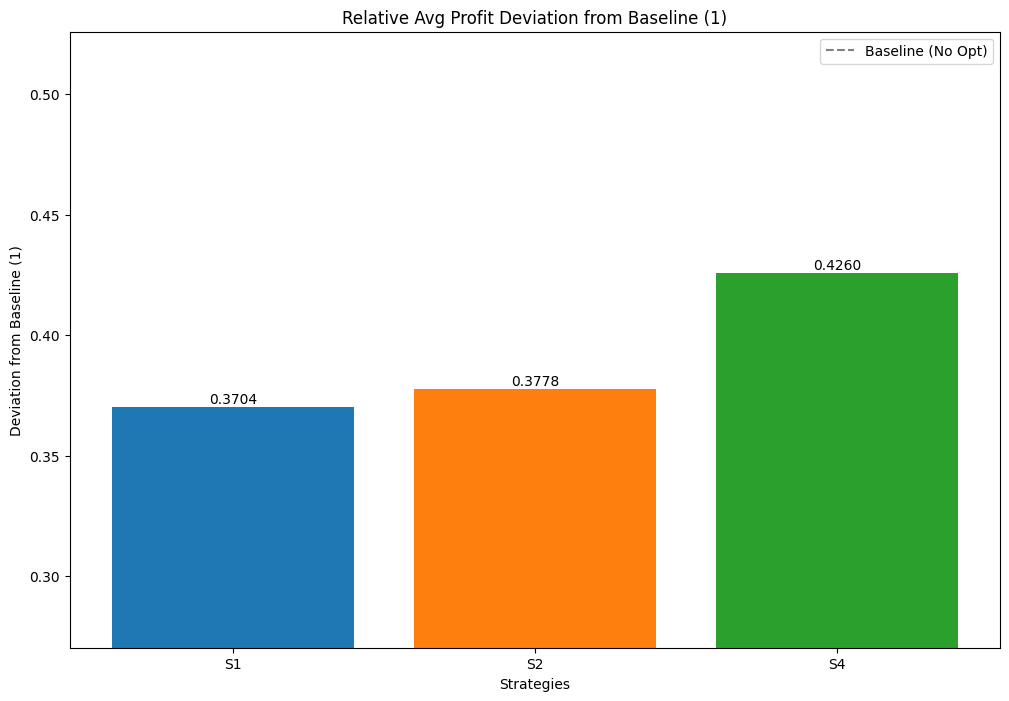 Relative Avg Profit Deviation from Baseline (1)
Baseline (No Opt)
Deviation from Baseline (1)
0.50
0.45
0.40
0.35
0.30
0.3704
0.3778
0.4260
S1
S2
S4
Strategies